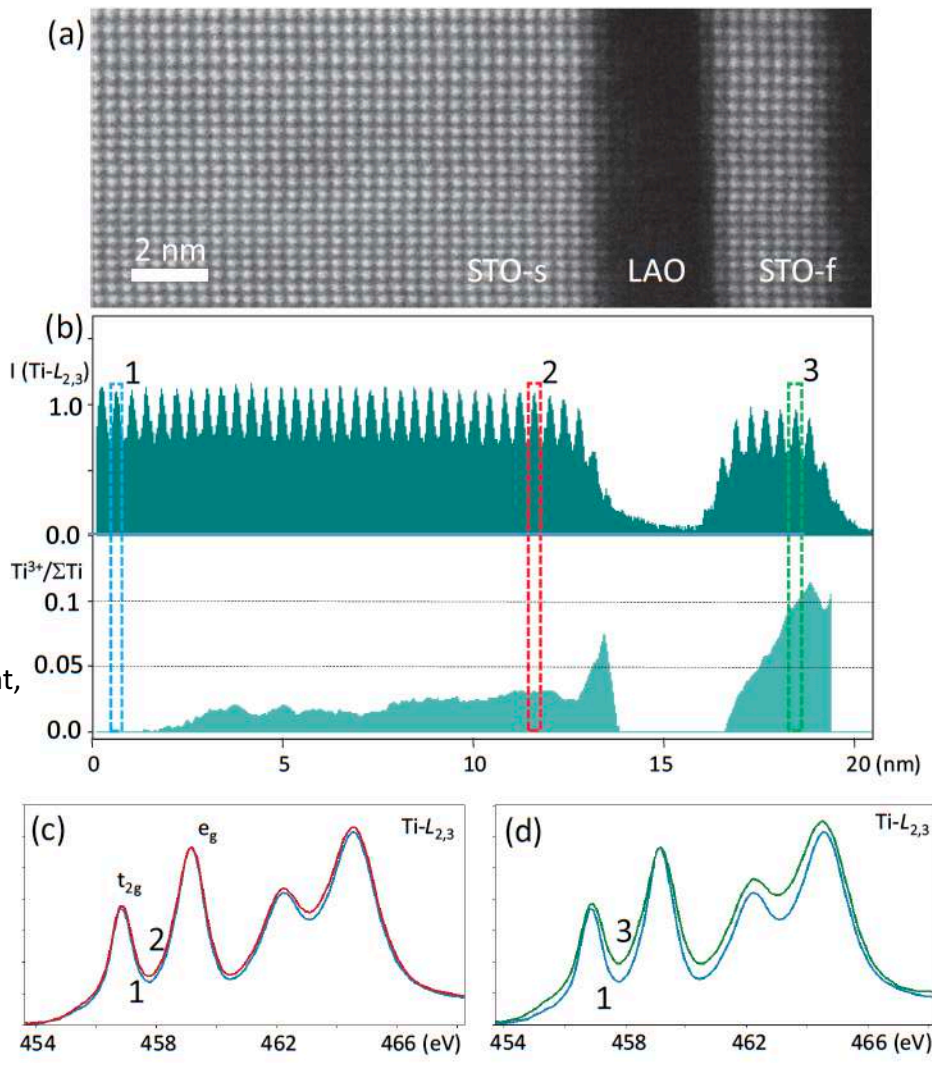 (a)
2 nm
STO-s
LAO
STO-f
(b)
I (Ti-L2,3)
1
2
3
1.0
0.0
Ti3+/ΣTi
0.1
0.05
nt,
0.0
0
5
10
15
20 (nm)
(c)
eg
Ti-L2,3
t2g
2
1
454
458
462
466 (eV)
(d)
Ti-L2,3
3
1
454
458
462
466 (eV)